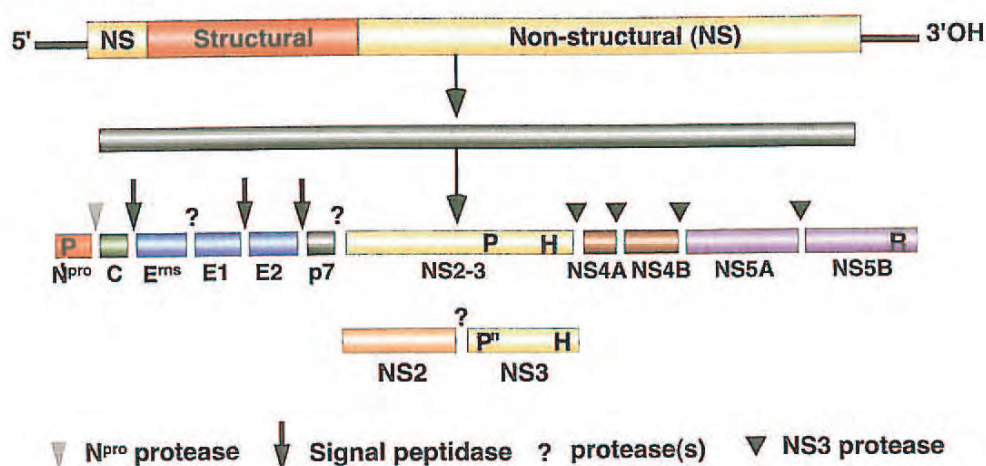 5' NS Structural Non-structural (NS) 3'OH
? ?
P P H R
Npro C Erns E1 E2 p7 NS2-3 NS4A NS4B NS5A NS5B
?
Pⁿ H
NS2 NS3
Npro protease Signal peptidase ? protease(s) NS3 protease